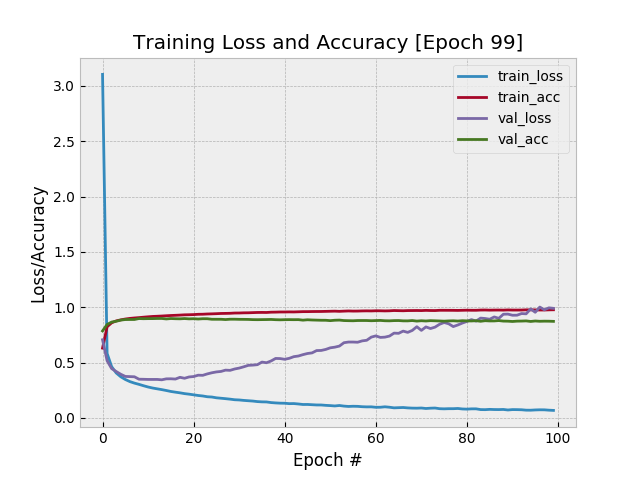 Training Loss and Accuracy [Epoch 99]
train_loss
train_acc
val_loss
val_acc
3.0
2.5
2.0
1.5
1.0
0.5
0.0
Loss/Accuracy
0 20 40 60 80 100
Epoch #